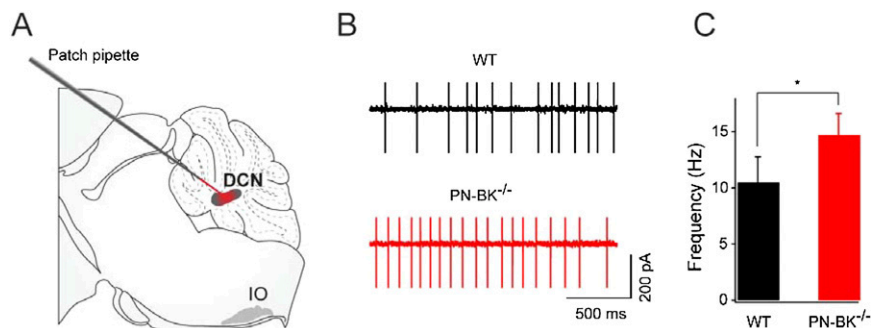 A
Patch pipette
DCN
IO
B
WT
PN-BK⁻/⁻
200 pA
500 ms
C
*
Frequency (Hz)
15
10
5
0
WT
PN-BK⁻/⁻